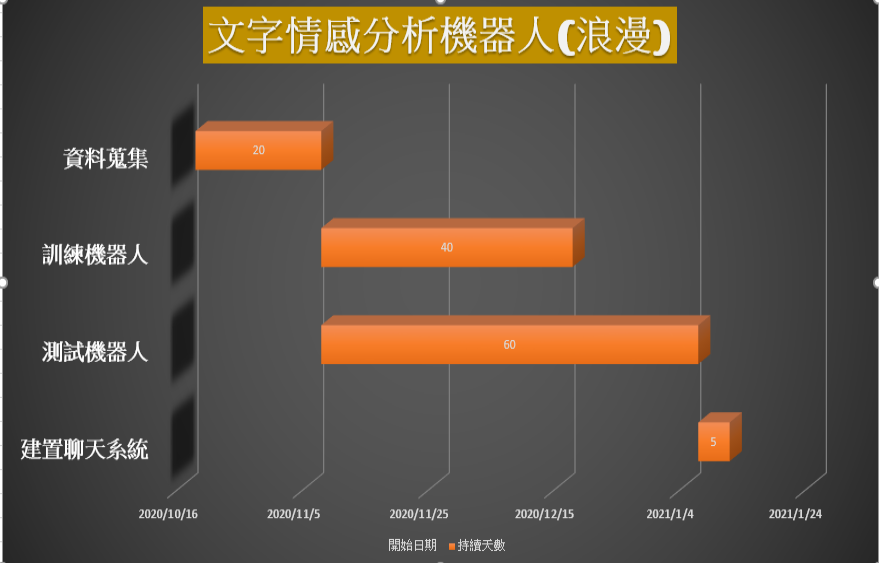 文字情感分析機器人(浪漫)
資料蒐集
20
訓練機器人
40
測試機器人
60
建置聊天系統
5
2020/10/16
2020/11/5
2020/11/25
2020/12/15
2021/1/4
2021/1/24
開始日期
持續天數